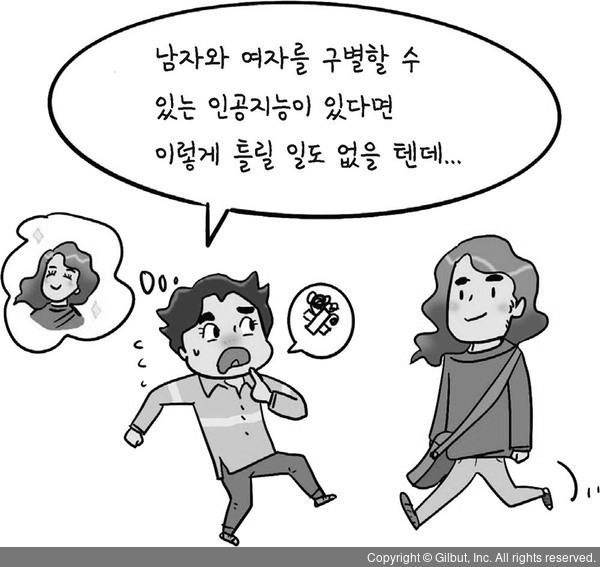 남자와 여자를 구별할 수
있는 인공지능이 있다면
이렇게 틀릴 일도 없을 텐데...
Copyright © Gilbut, Inc. All rights reserved.